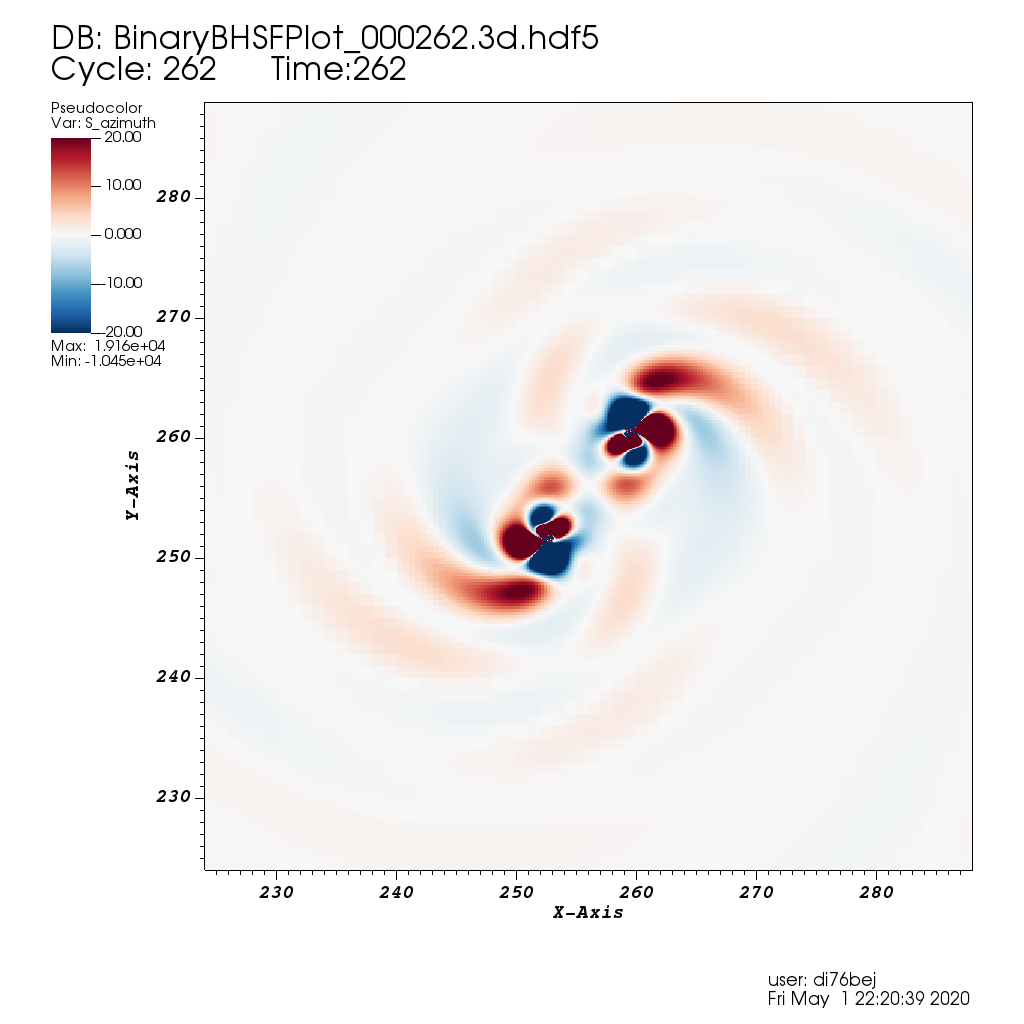 DB: BinaryBHSFPlot_000262.3d.hdf5
Cycle: 262 Time:262
Pseudocolor
Var: S_azimuth
20.00
10.00
0.000
-10.00
-20.00
Max: 1.916e+04
Min: -1.045e+04
280
270
260
250
240
230
Y-Axis
230 240 250 260 270 280
X-Axis
user: di76bej
Fri May 1 22:20:39 2020